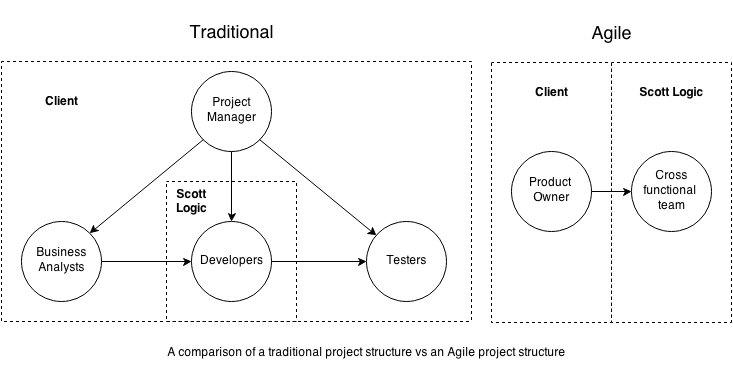 Traditional
Agile
Client
Project
Manager
Scott
Logic
Business
Analysts
Developers
Testers
Client
Scott Logic
Product
Owner
Cross
functional
team
A comparison of a traditional project structure vs an Agile project structure